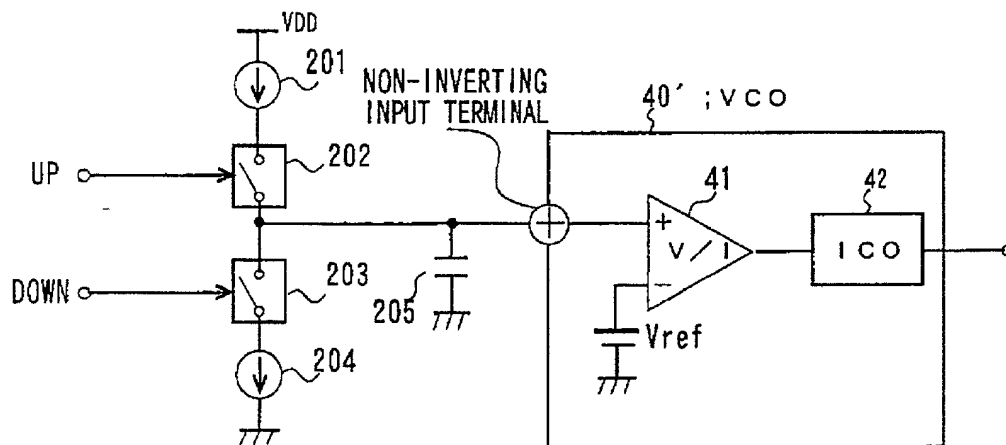 VDD
201
NON-INVERTING
INPUT TERMINAL
40' ; VCO
202
UP
41
42
+
V/I
ICO
203
DOWN
205
−
Vref
204